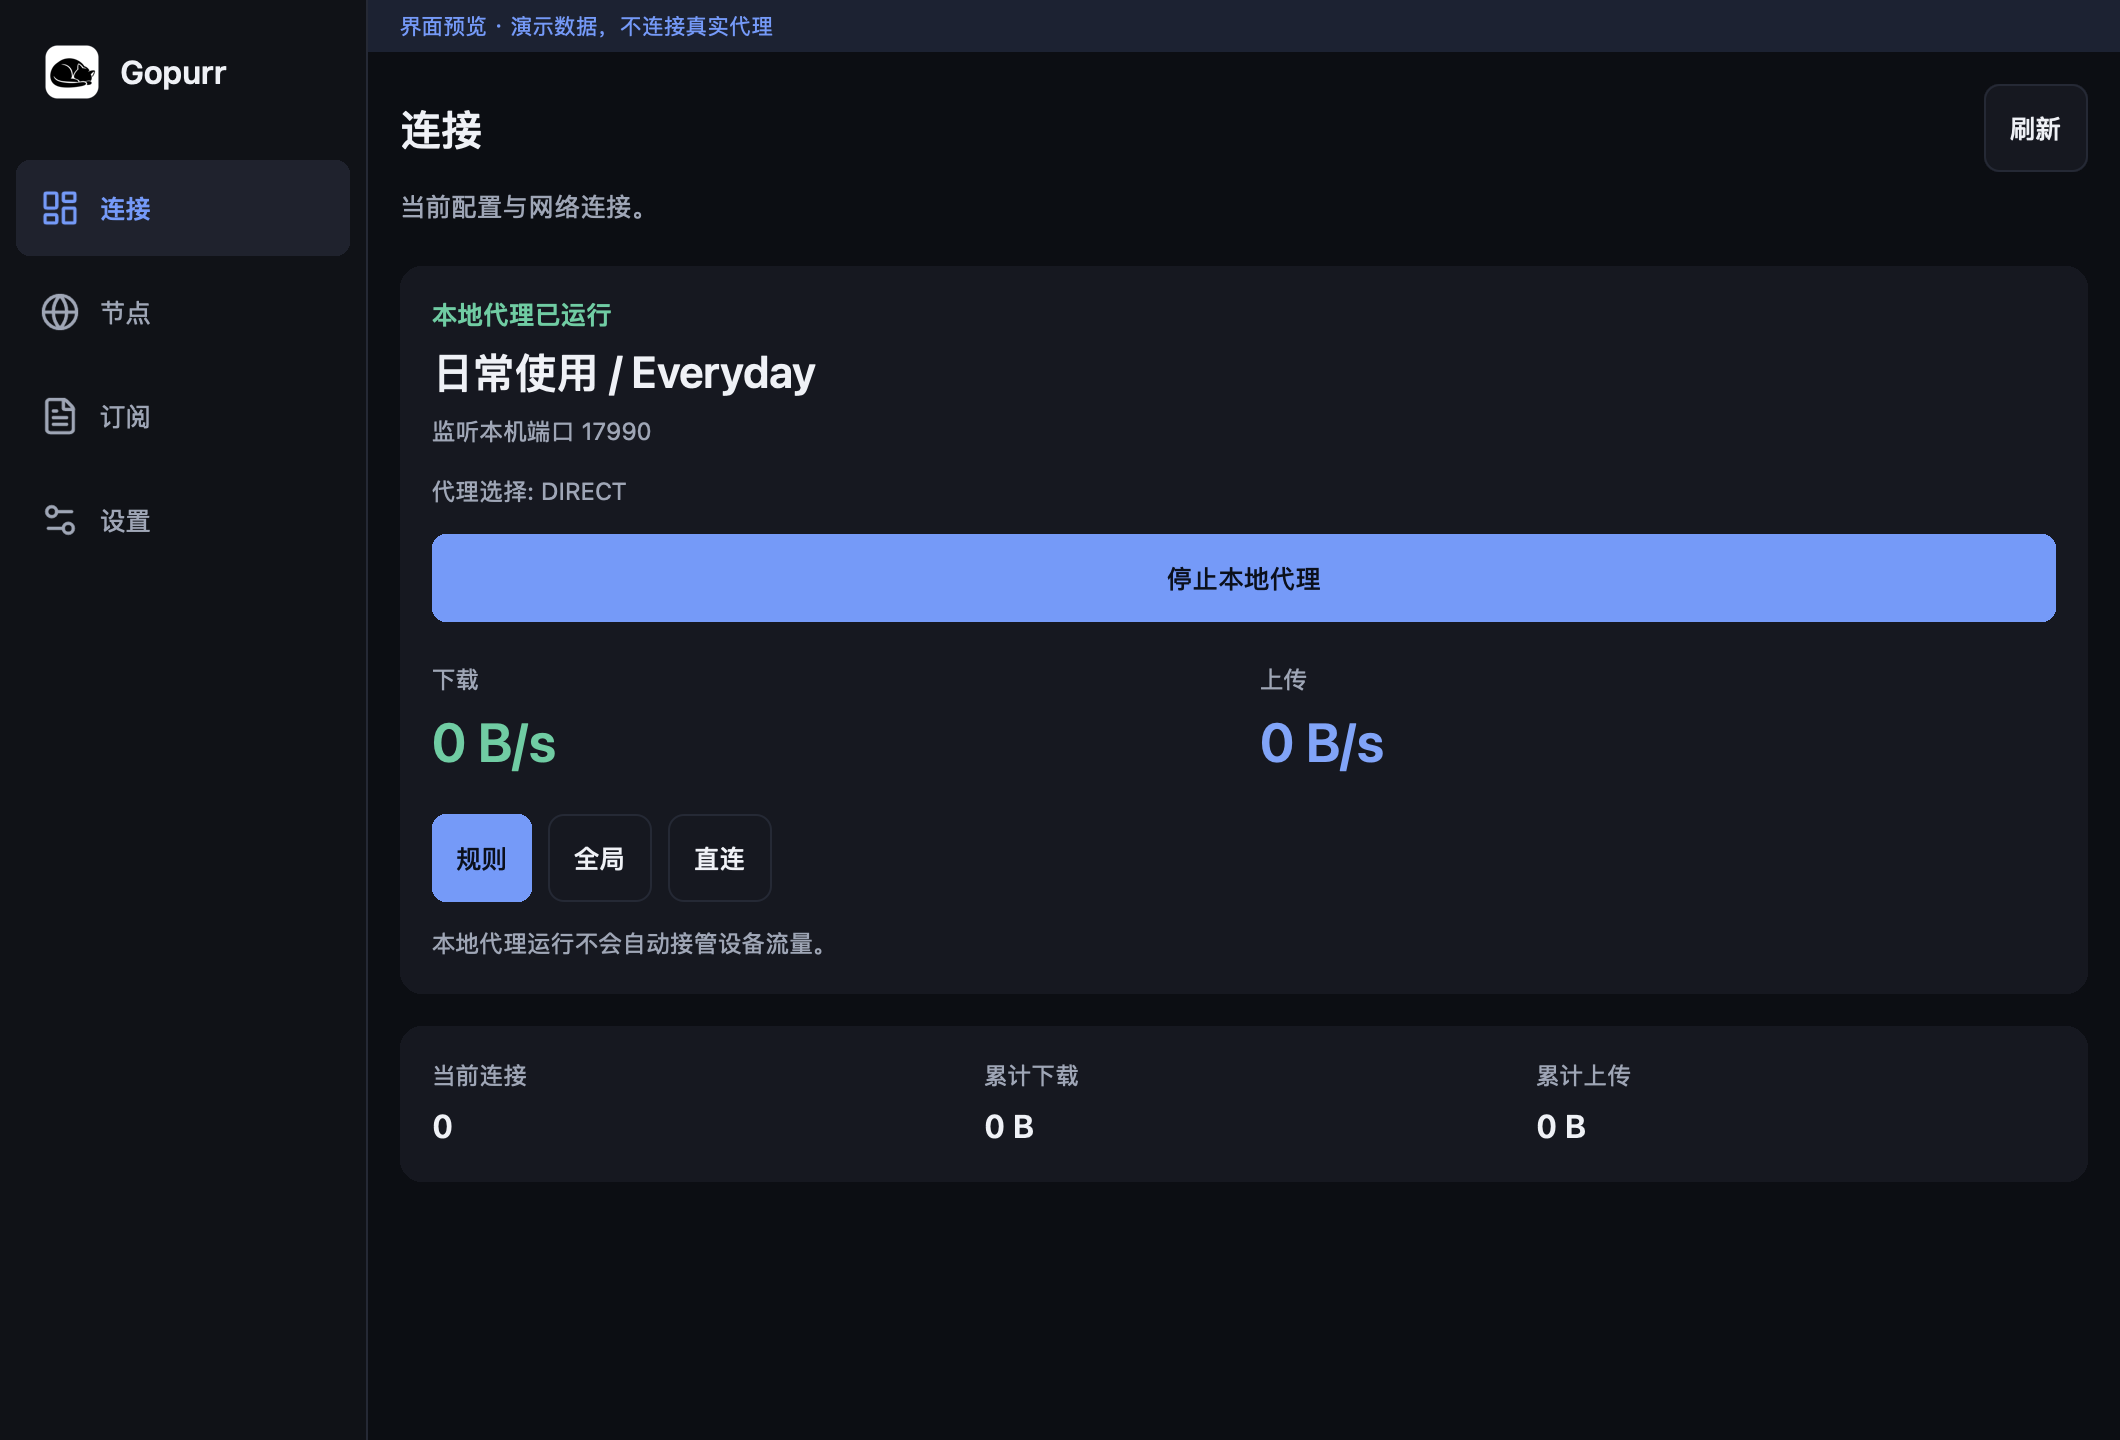 Gopurr
连接
节点
订阅
设置
界面预览 · 演示数据，不连接真实代理
连接
刷新
当前配置与网络连接。
本地代理已运行
日常使用 / Everyday
监听本机端口 17990
代理选择: DIRECT
停止本地代理
下载 上传
0 B/s 0 B/s
规则 全局 直连
本地代理运行不会自动接管设备流量。
当前连接 累计下载 累计上传
0 0 B 0 B